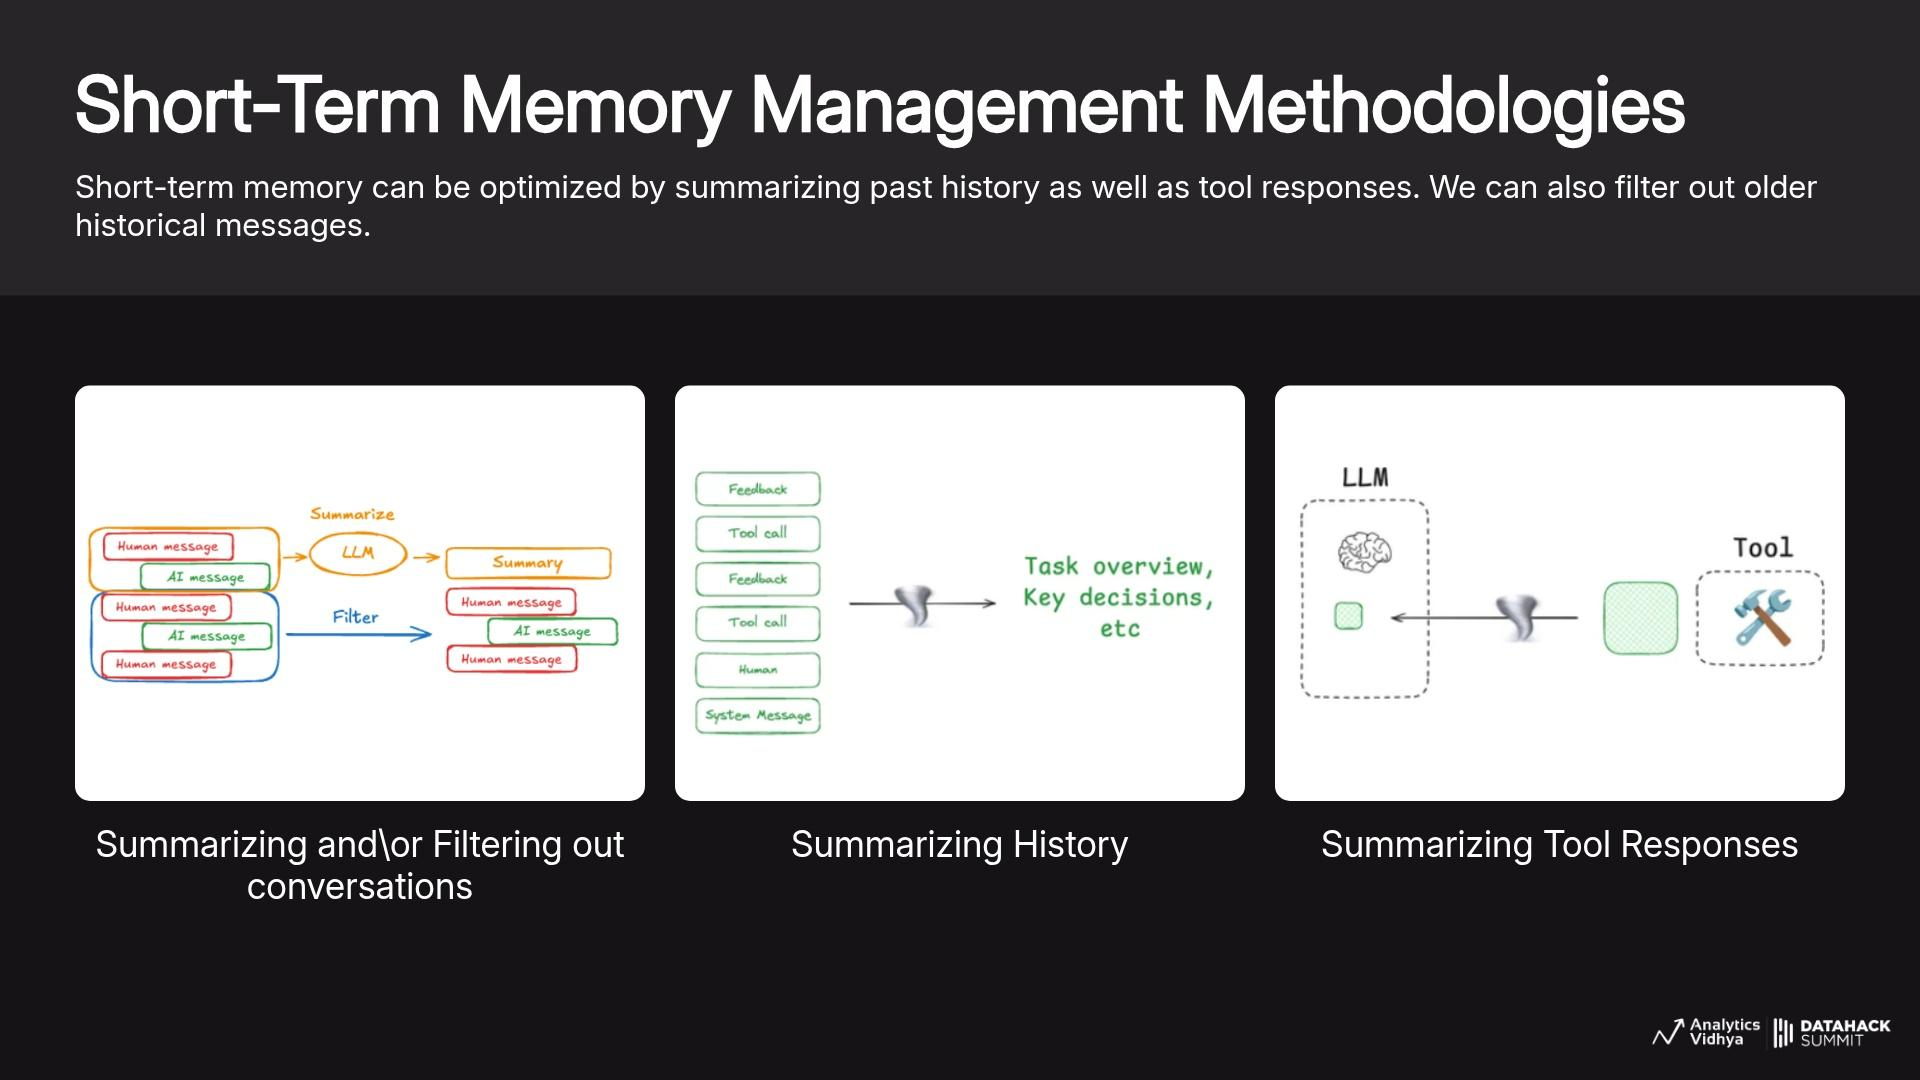 Short-Term Memory Management Methodologies
Short-term memory can be optimized by summarizing past history as well as tool responses. We can also filter out older
historical messages.
Summarize
Human message
AI message
LLM
Summary
Human message
AI message
Human message
Filter
Human message
AI message
Human message
Summarizing and\or Filtering out
conversations
Feedback
Tool call
Feedback
Tool call
Human
System Message
Task overview,
Key decisions,
etc
Summarizing History
LLM
Tool
Summarizing Tool Responses
Analytics
Vidhya
DATAHACK
SUMMIT